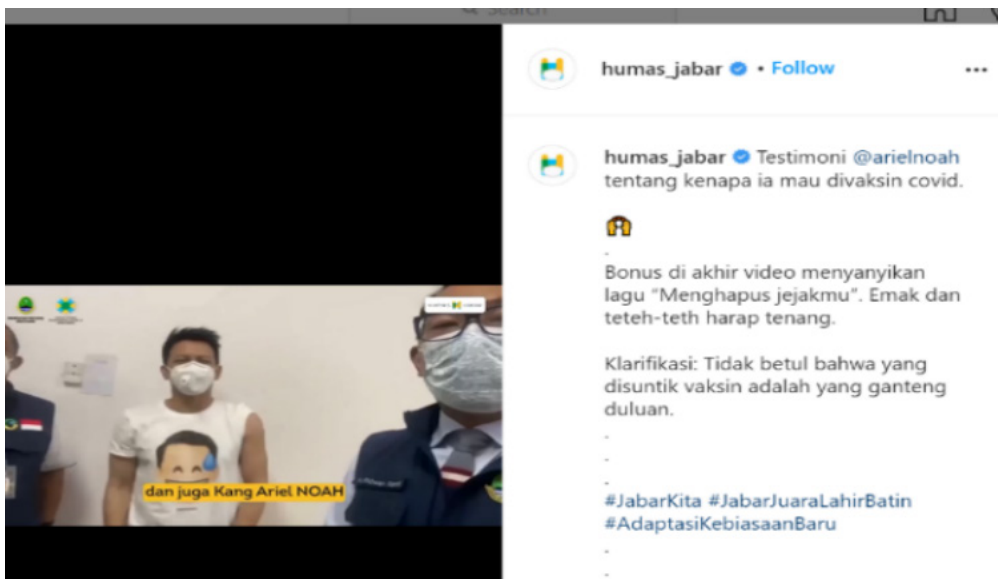 Search
humas_jabar • Follow
humas_jabar Testimoni @arielnoah
tentang kenapa ia mau divaksin covid.
.
Bonus di akhir video menyanyikan
lagu “Menghapus jejakmu”. Emak dan
teteh-teth harap tenang.
Klarifikasi: Tidak betul bahwa yang
disuntik vaksin adalah yang ganteng
duluan.
.
.
.
#JabarKita #JabarJuaraLahirBatin
#AdaptasiKebiasaanBaru
.
.
dan juga Kang Ariel NOAH